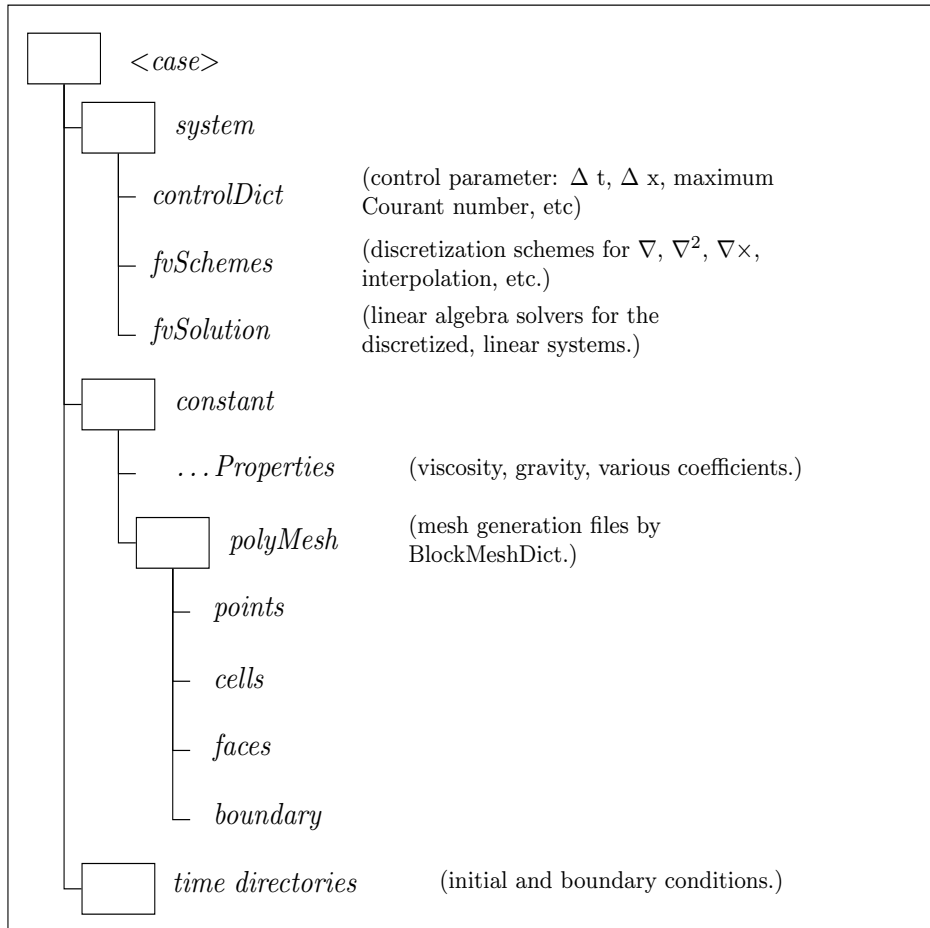 <case>
system
controlDict
(control parameter: Δ t, Δ x, maximum
Courant number, etc)
fvSchemes
(discretization schemes for ∇, ∇², ∇×,
interpolation, etc.)
fvSolution
(linear algebra solvers for the
discretized, linear systems.)
constant
...Properties
(viscosity, gravity, various coefficients.)
polyMesh
(mesh generation files by
BlockMeshDict.)
points
cells
faces
boundary
time directories
(initial and boundary conditions.)